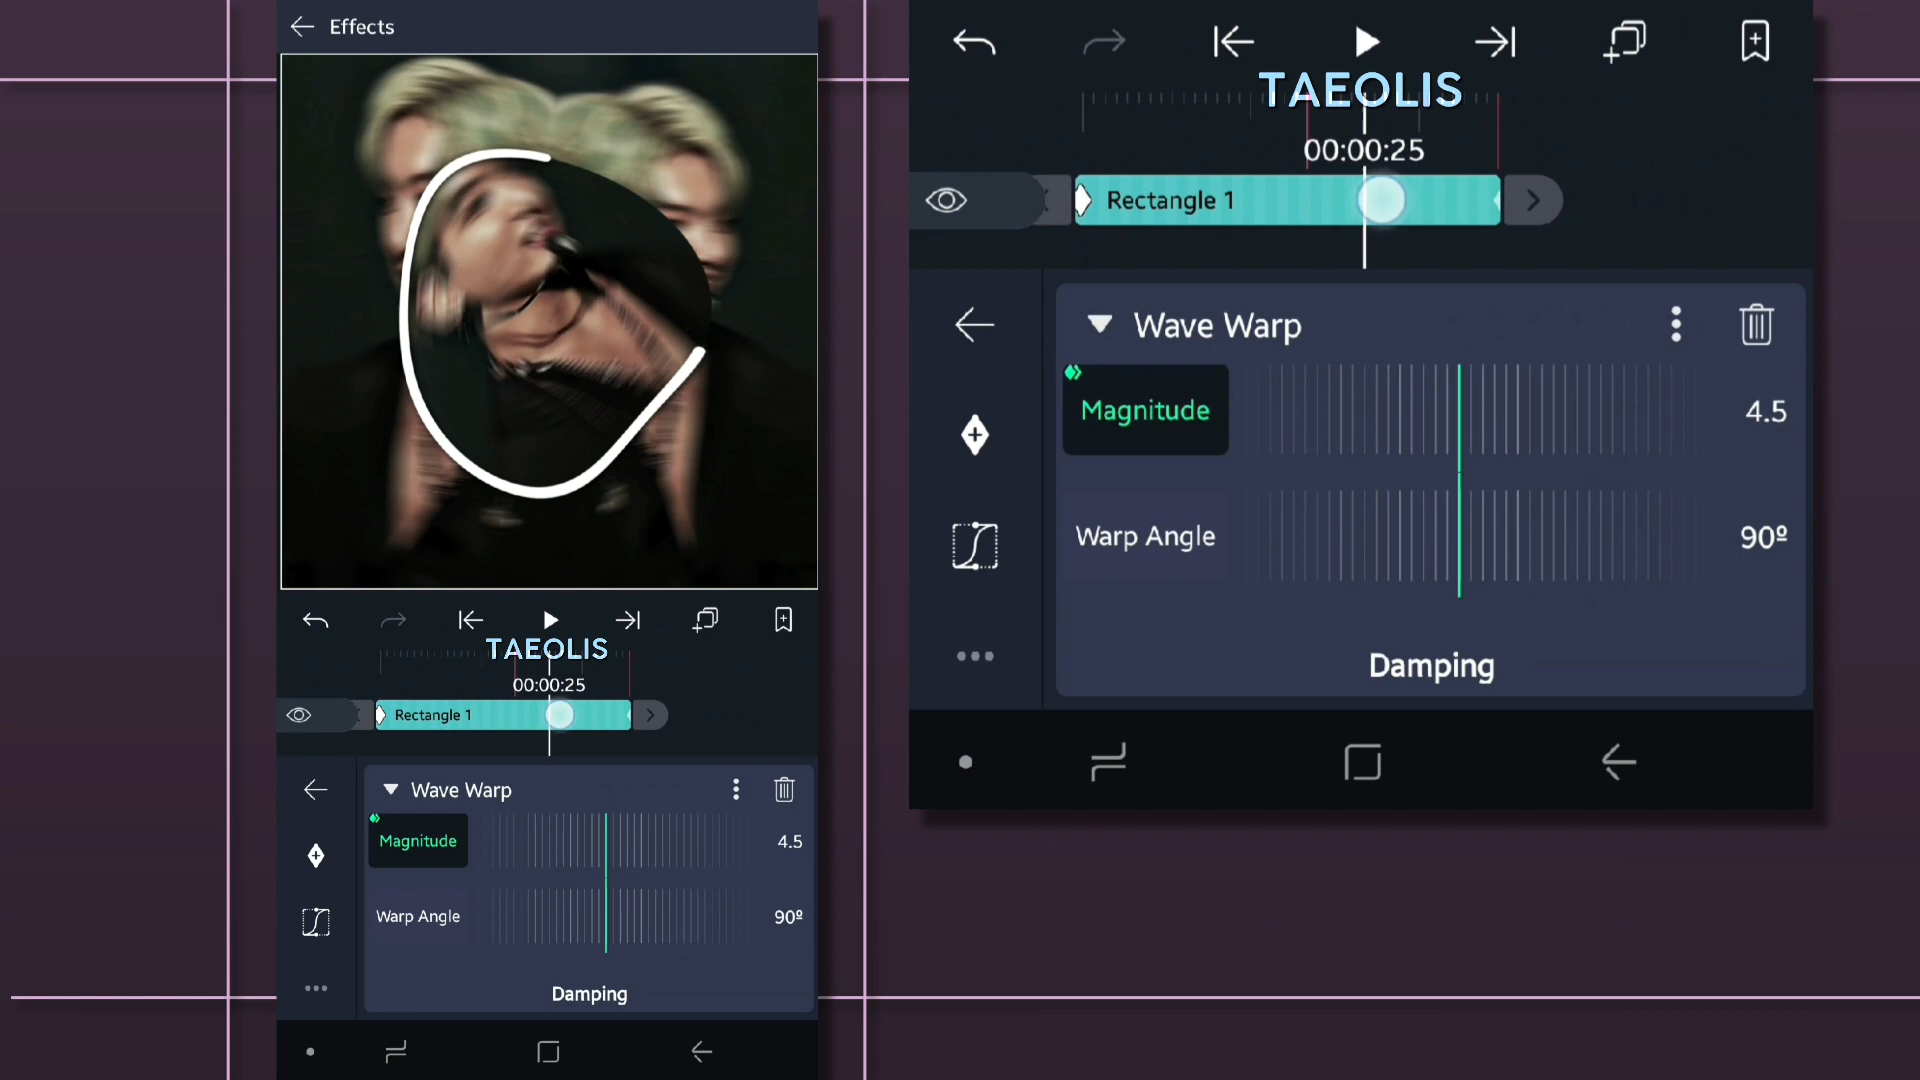 Effects
TAEOLIS
00:00:25
Rectangle 1
Wave Warp
Magnitude
4.5
Warp Angle
90º
Damping
TAEOLIS
00:00:25
Rectangle 1
Wave Warp
Magnitude
4.5
Warp Angle
90º
Damping